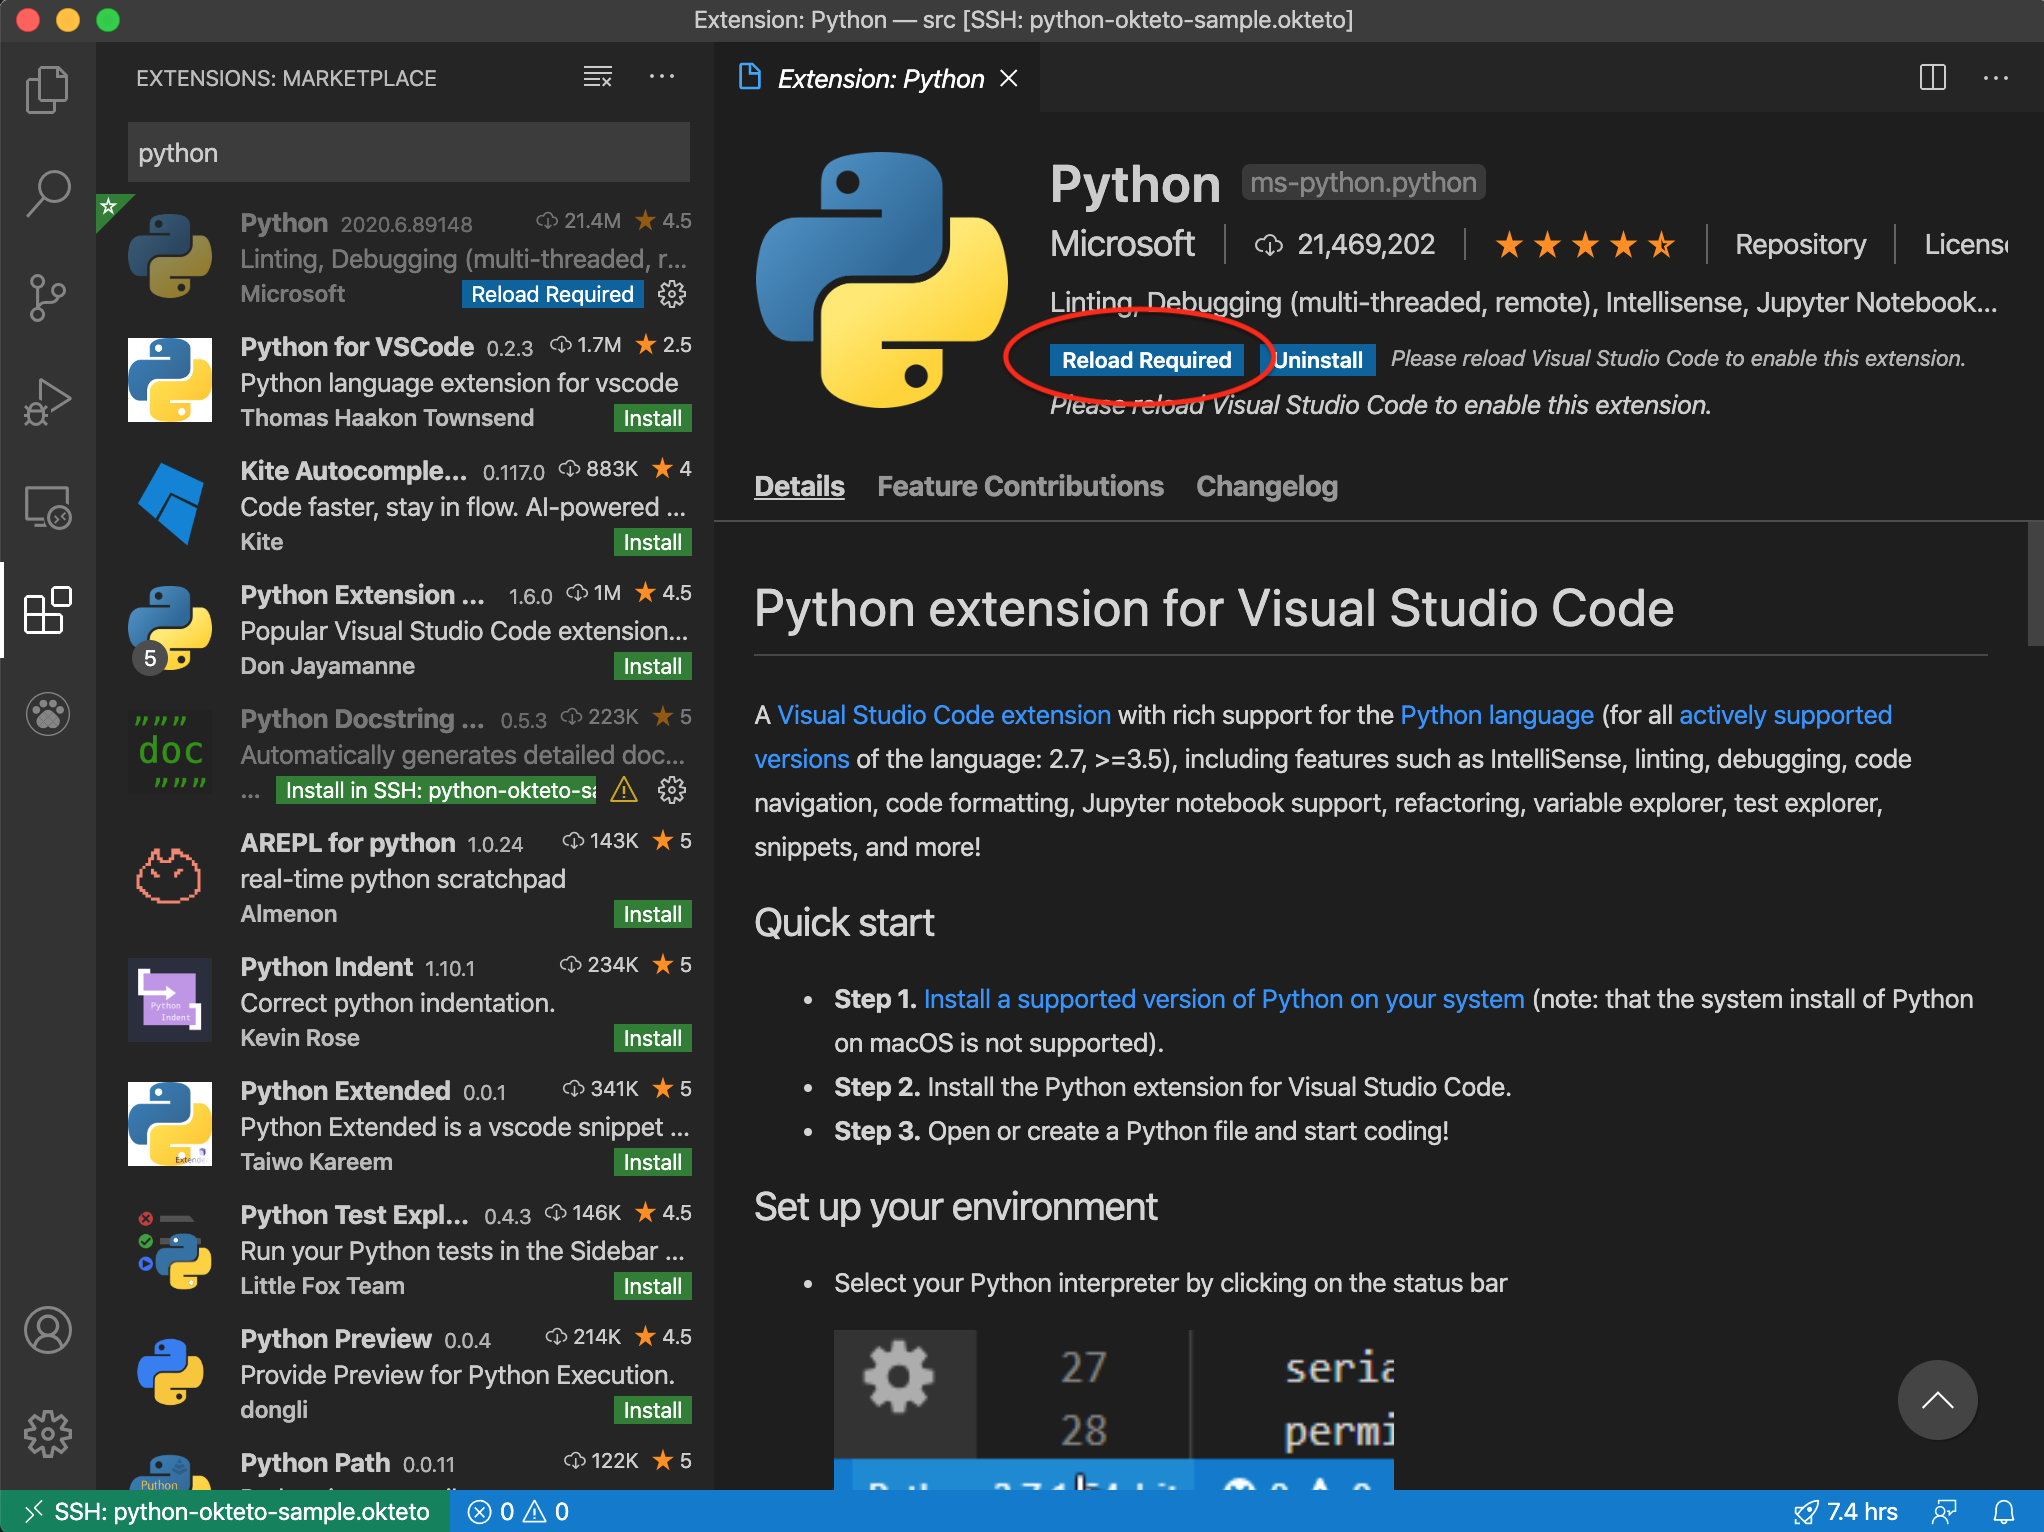 Extension: Python — src [SSH: python-okteto-sample.okteto]
EXTENSIONS: MARKETPLACE
python
Python 2020.6.89148 21.4M 4.5
Linting, Debugging (multi-threaded, r...
Microsoft Reload Required
Python for VSCode 0.2.3 1.7M 2.5
Python language extension for vscode
Thomas Haakon Townsend Install
Kite Autocomple... 0.117.0 883K 4
Code faster, stay in flow. AI-powered ...
Kite Install
Python Extension ... 1.6.0 1M 4.5
Popular Visual Studio Code extension...
5
Don Jayamanne Install
Python Docstring ... 0.5.3 223K 5
"""
doc
"""
Automatically generates detailed doc...
... Install in SSH: python-okteto-sa
AREPL for python 1.0.24 143K 5
real-time python scratchpad
Almenon Install
Python Indent 1.10.1 234K 5
Python
Indent
Correct python indentation.
Kevin Rose Install
Python Extended 0.0.1 341K 5
Python Extended is a vscode snippet ...
Extende
Taiwo Kareem Install
Python Test Expl... 0.4.3 146K 4.5
Run your Python tests in the Sidebar ...
Little Fox Team Install
Python Preview 0.0.4 214K 4.5
Provide Preview for Python Execution.
dongli Install
Python Path 0.0.11 122K 5
Python
Extension: Python
Python ms-python.python
Microsoft 21,469,202 Repository License
Linting, Debugging (multi-threaded, remote), Intellisense, Jupyter Notebook...
Reload Required Uninstall Please reload Visual Studio Code to enable this extension.
Please reload Visual Studio Code to enable this extension.
Details Feature Contributions Changelog
Python extension for Visual Studio Code
A Visual Studio Code extension with rich support for the Python language (for all actively supported
versions of the language: 2.7, >=3.5), including features such as IntelliSense, linting, debugging, code
navigation, code formatting, Jupyter notebook support, refactoring, variable explorer, test explorer,
snippets, and more!
Quick start
• Step 1. Install a supported version of Python on your system (note: that the system install of Python
on macOS is not supported).
• Step 2. Install the Python extension for Visual Studio Code.
• Step 3. Open or create a Python file and start coding!
Set up your environment
• Select your Python interpreter by clicking on the status bar
27 seria
28 permi
SSH: python-okteto-sample.okteto 0 0 7.4 hrs